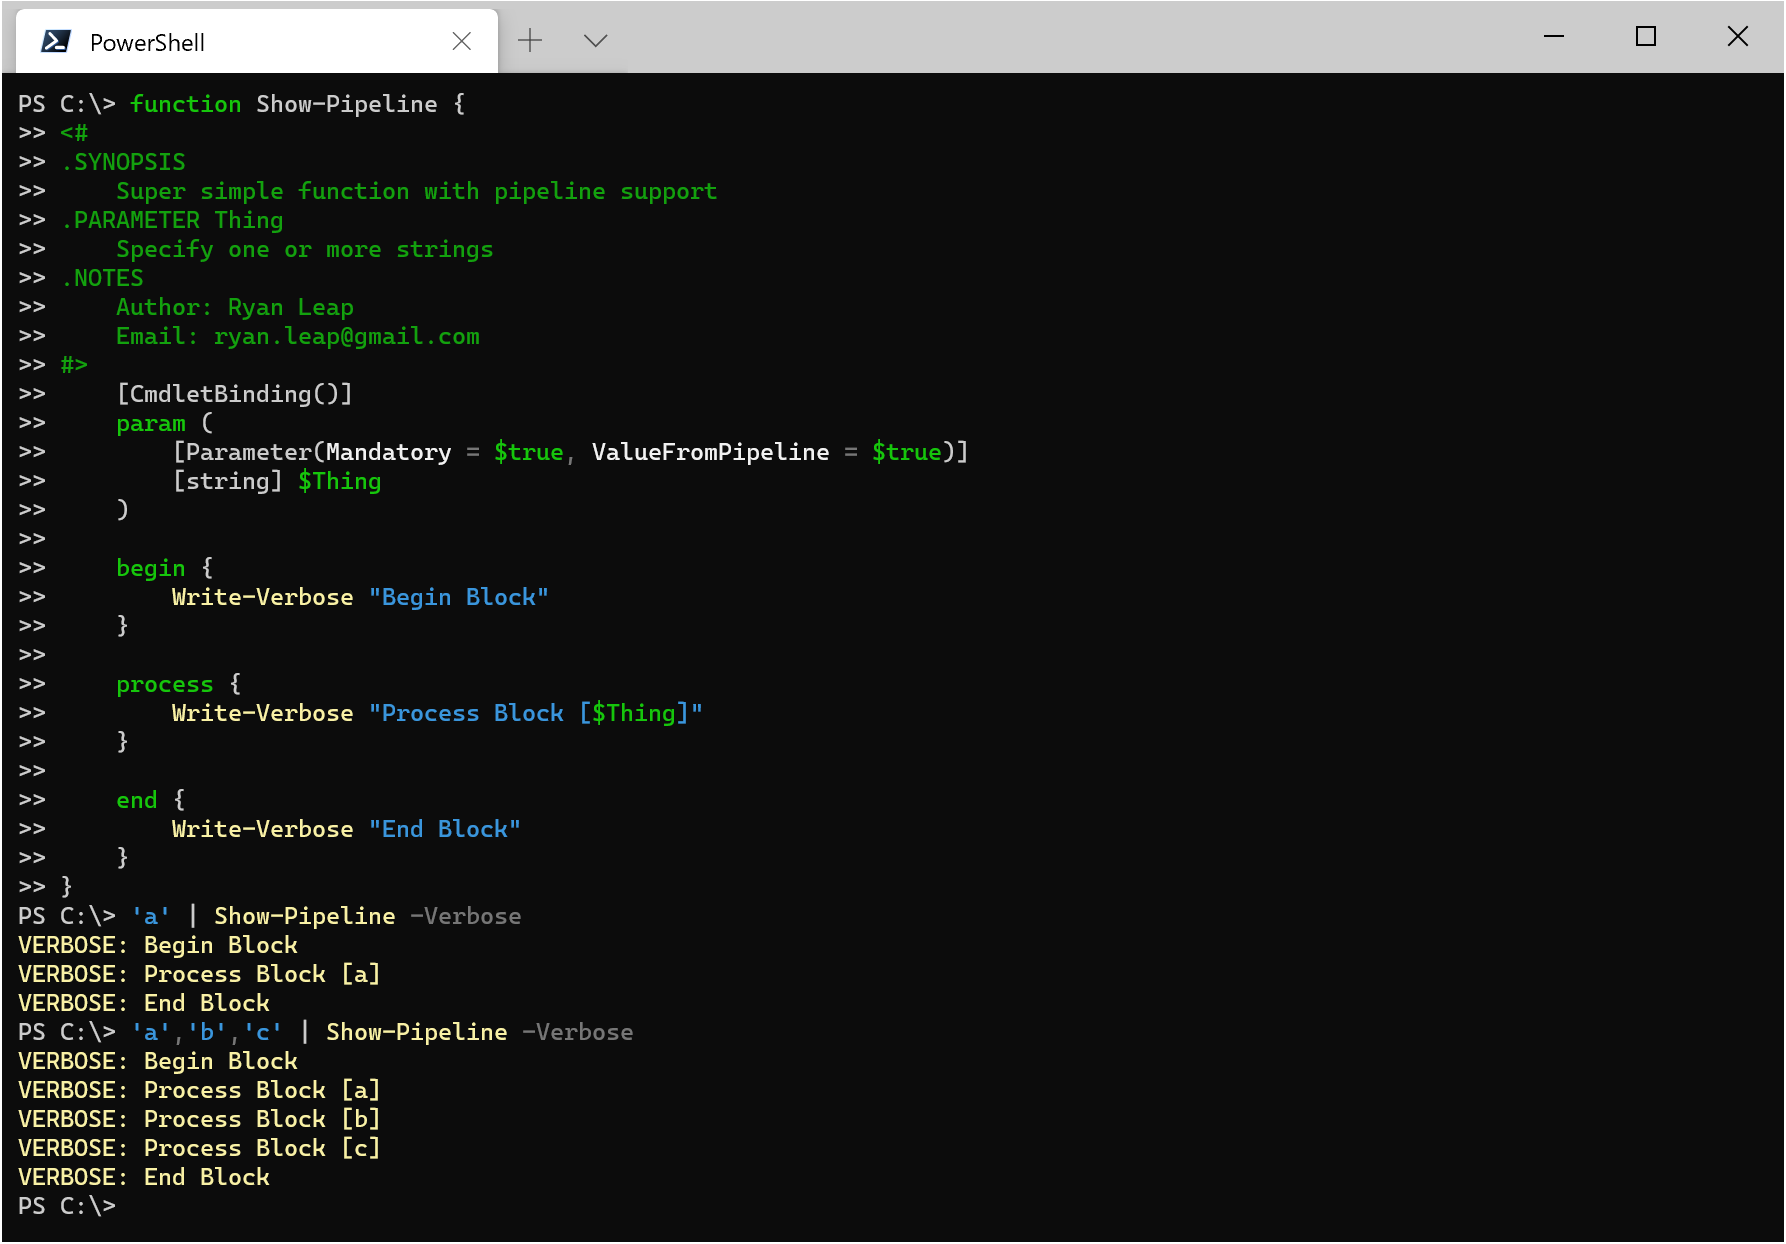 PowerShell
PS C:\> function Show-Pipeline {
>> <#
>> .SYNOPSIS
>>     Super simple function with pipeline support
>> .PARAMETER Thing
>>     Specify one or more strings
>> .NOTES
>>     Author: Ryan Leap
>>     Email: ryan.leap@gmail.com
>> #>
>>     [CmdletBinding()]
>>     param (
>>         [Parameter(Mandatory = $true, ValueFromPipeline = $true)]
>>         [string] $Thing
>>     )
>>
>>     begin {
>>         Write-Verbose "Begin Block"
>>     }
>>
>>     process {
>>         Write-Verbose "Process Block [$Thing]"
>>     }
>>
>>     end {
>>         Write-Verbose "End Block"
>>     }
>> }
PS C:\> 'a' | Show-Pipeline -Verbose
VERBOSE: Begin Block
VERBOSE: Process Block [a]
VERBOSE: End Block
PS C:\> 'a','b','c' | Show-Pipeline -Verbose
VERBOSE: Begin Block
VERBOSE: Process Block [a]
VERBOSE: Process Block [b]
VERBOSE: Process Block [c]
VERBOSE: End Block
PS C:\>